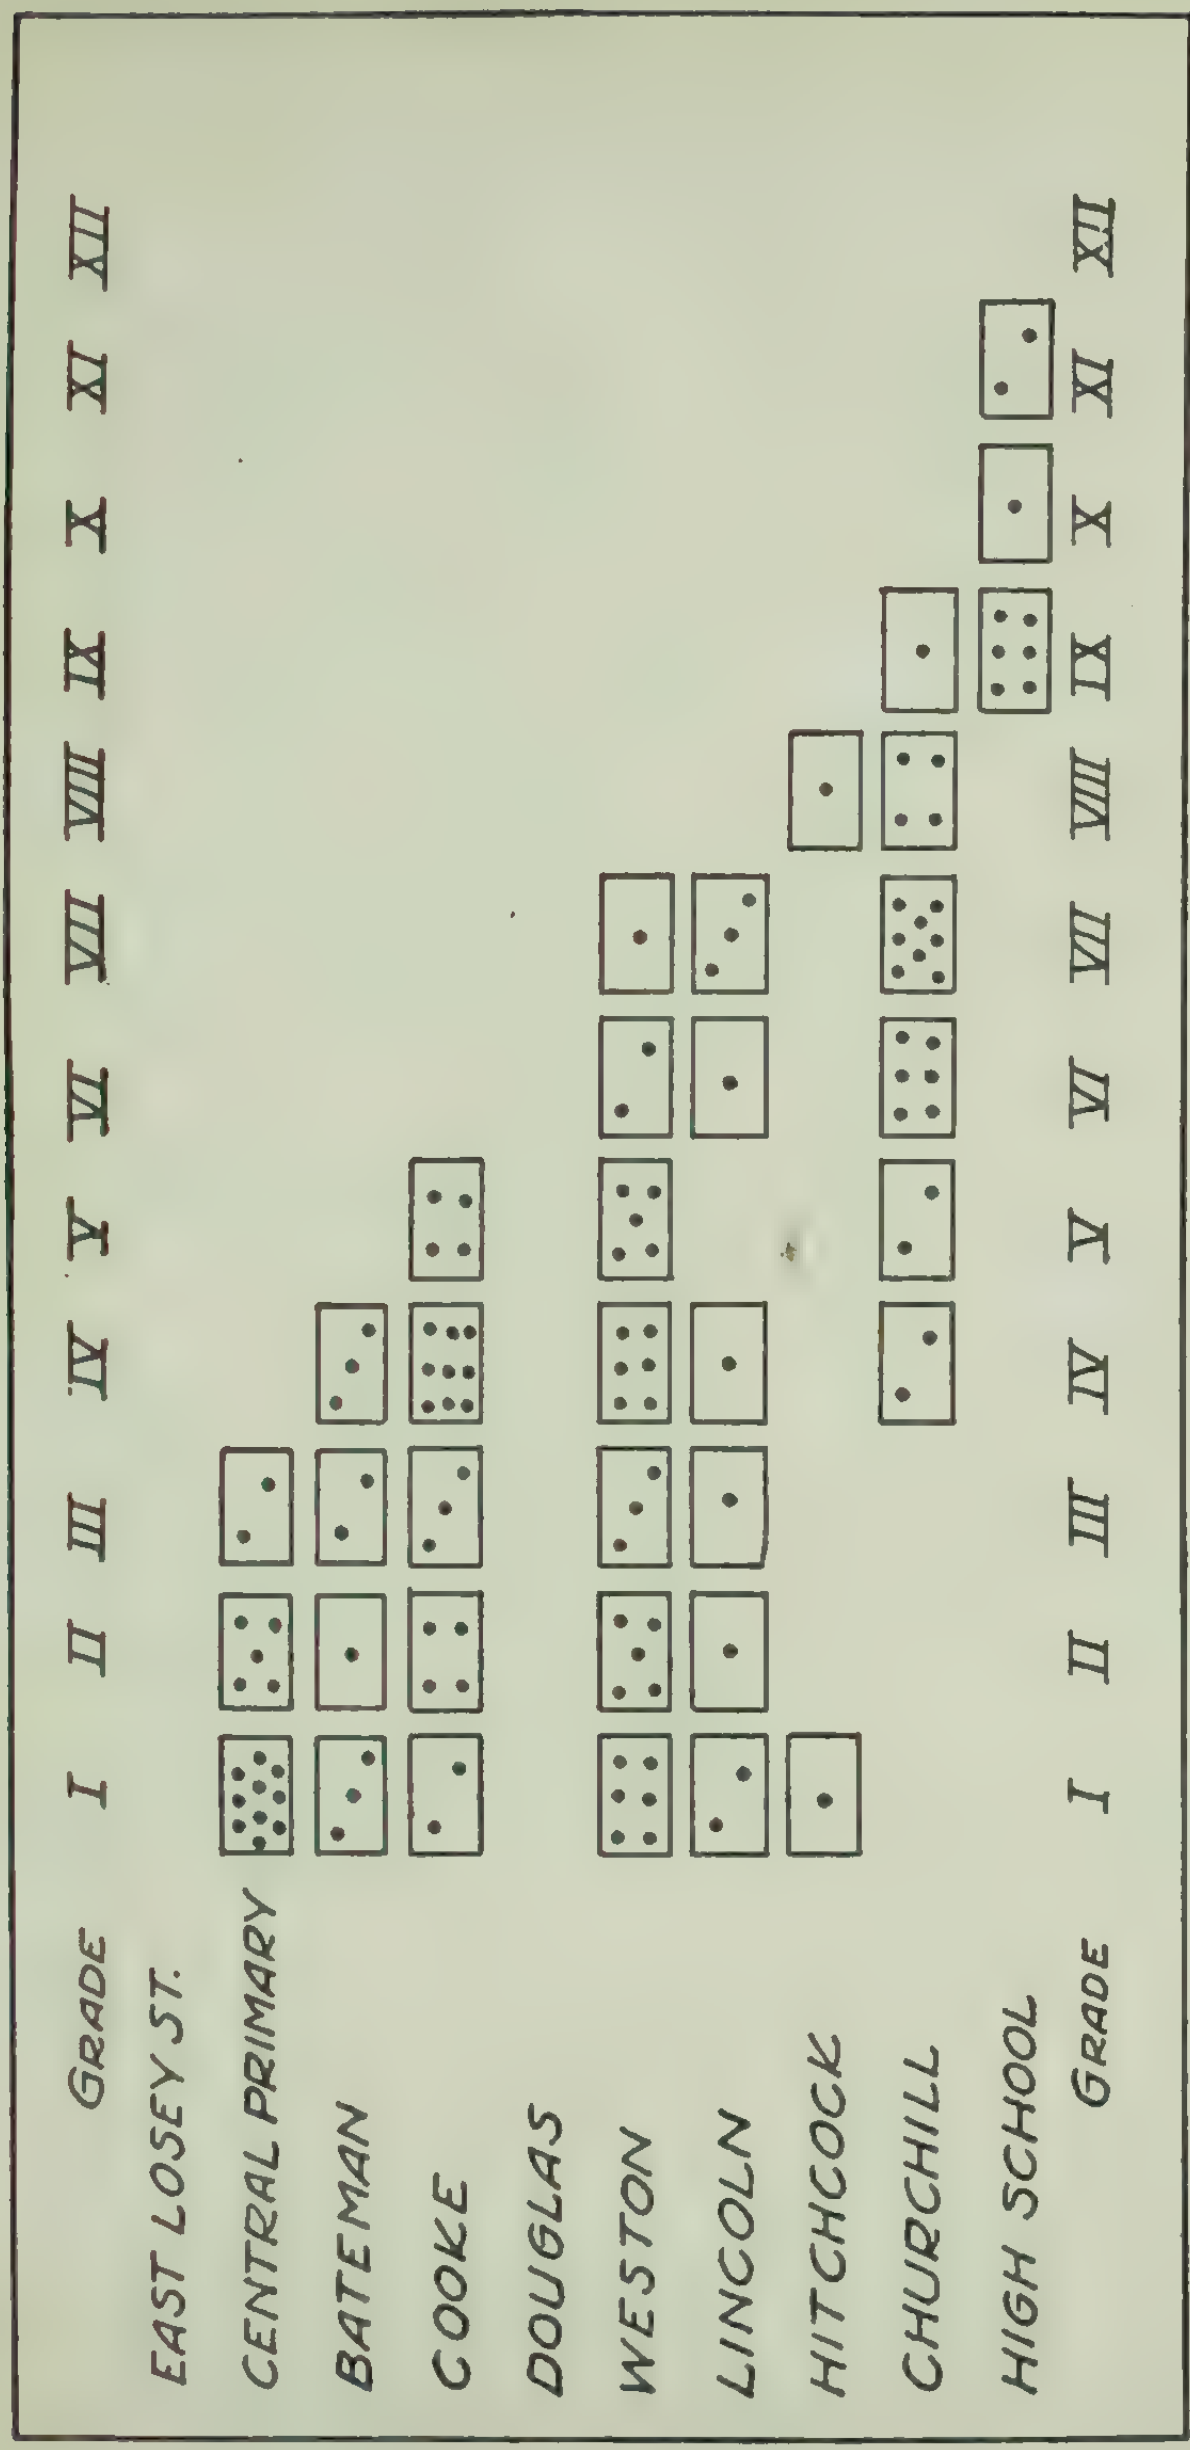 GRADE I II III IV V VI VII VIII IX X XI XII
EAST LOSEY ST.
CENTRAL PRIMARY
BATEMAN
COOKE
DOUGLAS
WESTON
LINCOLN
HITCHCOCK
CHURCHILL
HIGH SCHOOL
GRADE I II III IV V VI VII VIII IX X XI XII